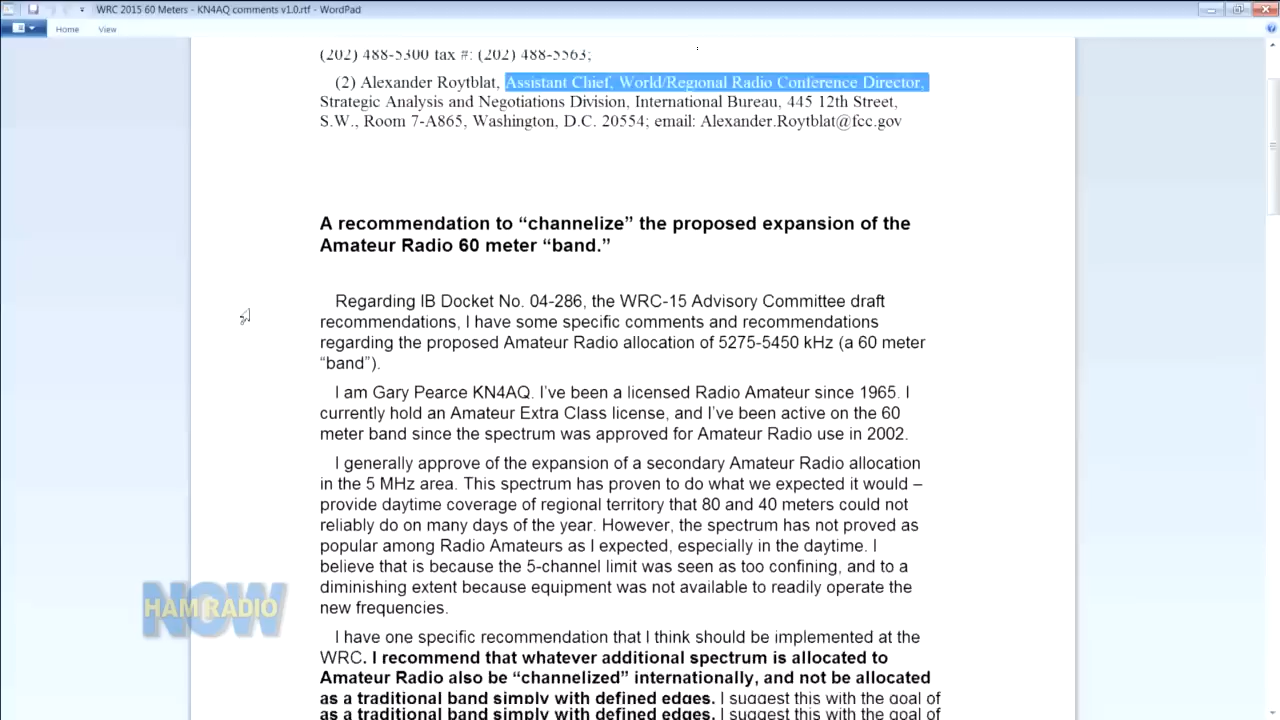 WRC 2015 60 Meters - KN4AQ comments v1.0.rtf - WordPad
Home View
(202) 488-5300 tax #: (202) 488-5563;
(2) Alexander Roytblat, Assistant Chief, World/Regional Radio Conference Director,
Strategic Analysis and Negotiations Division, International Bureau, 445 12th Street,
S.W., Room 7-A865, Washington, D.C. 20554; email: Alexander.Roytblat@fcc.gov
A recommendation to “channelize” the proposed expansion of the
Amateur Radio 60 meter “band.”
Regarding IB Docket No. 04-286, the WRC-15 Advisory Committee draft
recommendations, I have some specific comments and recommendations
regarding the proposed Amateur Radio allocation of 5275-5450 kHz (a 60 meter
“band”).
I am Gary Pearce KN4AQ. I’ve been a licensed Radio Amateur since 1965. I
currently hold an Amateur Extra Class license, and I’ve been active on the 60
meter band since the spectrum was approved for Amateur Radio use in 2002.
I generally approve of the expansion of a secondary Amateur Radio allocation
in the 5 MHz area. This spectrum has proven to do what we expected it would –
provide daytime coverage of regional territory that 80 and 40 meters could not
reliably do on many days of the year. However, the spectrum has not proved as
popular among Radio Amateurs as I expected, especially in the daytime. I
believe that is because the 5-channel limit was seen as too confining, and to a
diminishing extent because equipment was not available to readily operate the
new frequencies.
HAM RADIO
NOW
I have one specific recommendation that I think should be implemented at the
WRC. I recommend that whatever additional spectrum is allocated to
Amateur Radio also be “channelized” internationally, and not be allocated
as a traditional band simply with defined edges. I suggest this with the goal of
as a traditional band simply with defined edges. I suggest this with the goal of